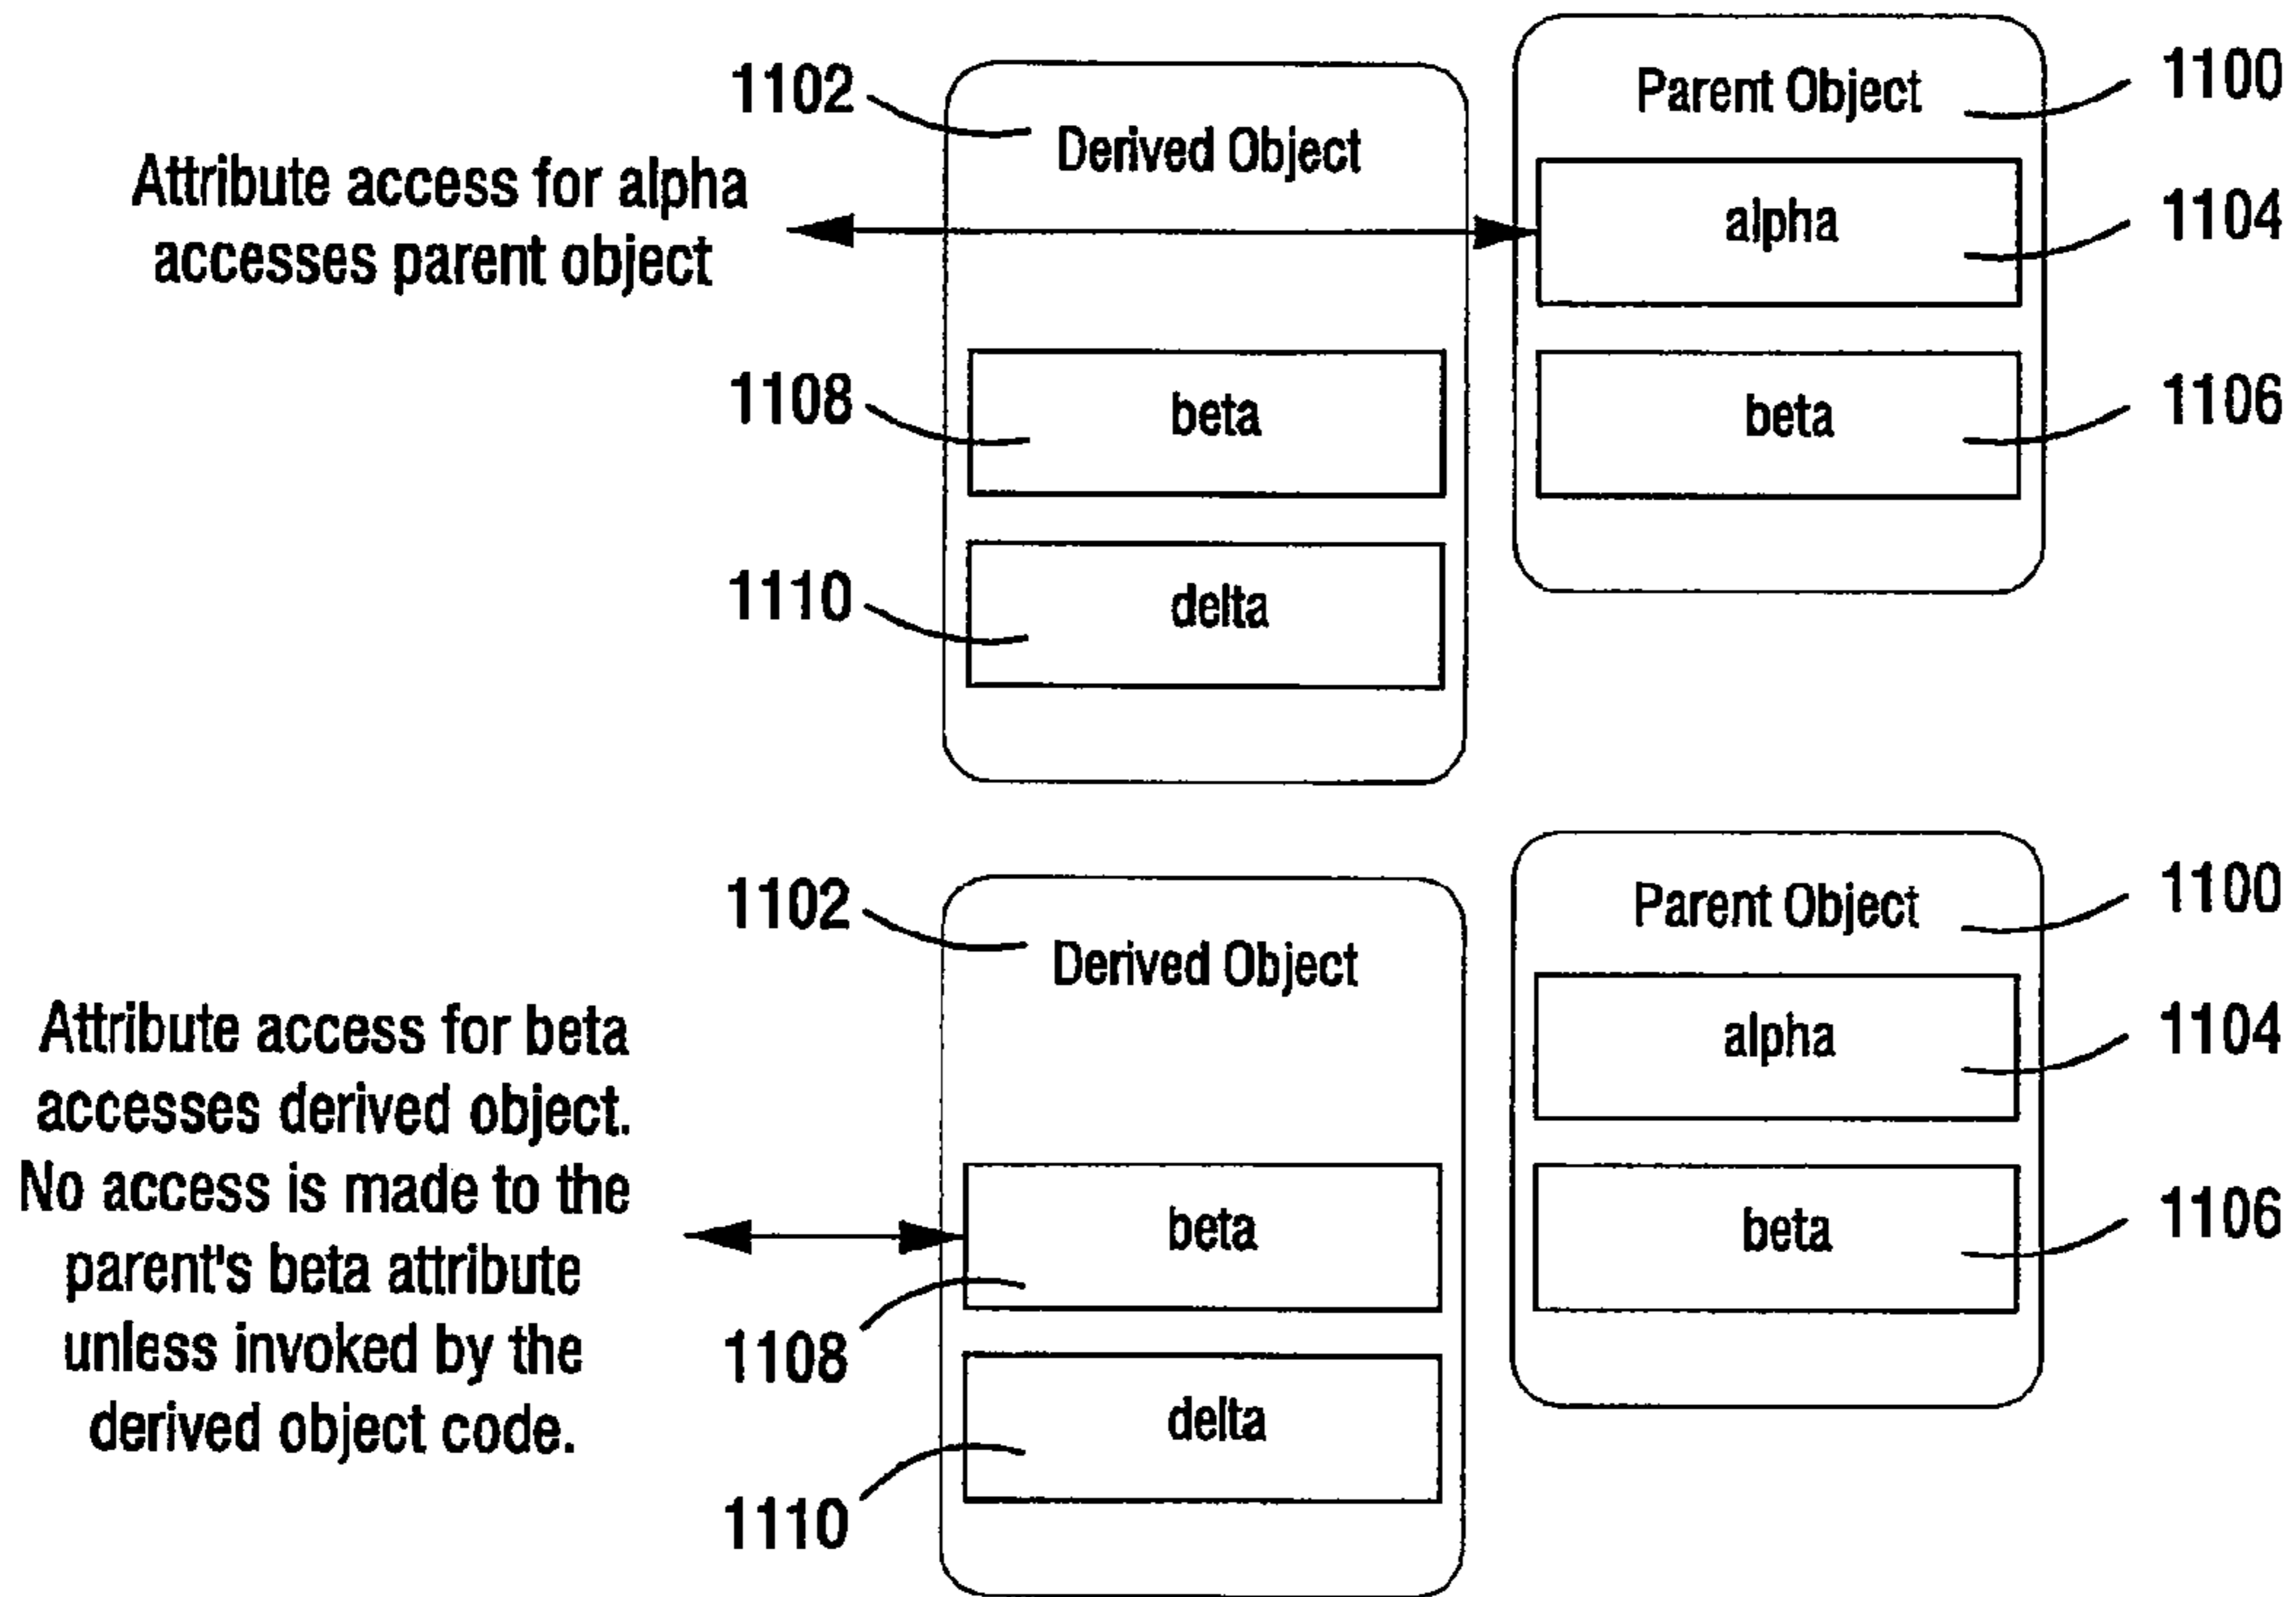 1102
Derived Object
Parent Object
1100
Attribute access for alpha
accesses parent object
alpha
1104
1108
beta
beta
1106
1110
delta
1102
Derived Object
Parent Object
1100
Attribute access for beta
accesses derived object.
No access is made to the
parent's beta attribute
unless invoked by the
derived object code.
alpha
1104
beta
beta
1106
1108
delta
1110